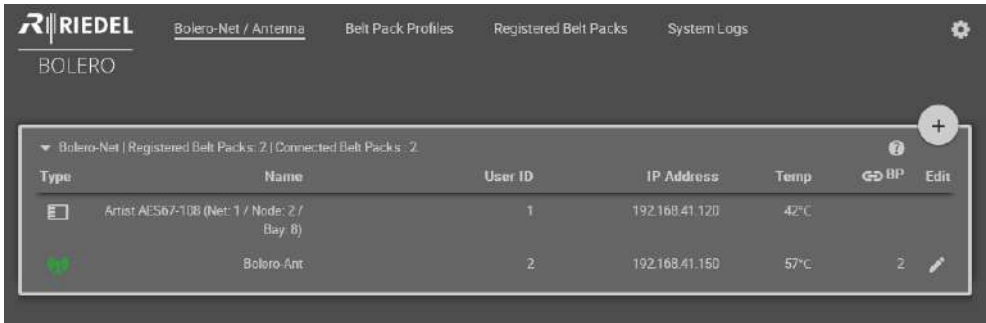 RIEDEL
Bolero-Net / Antenna
Belt Pack Profiles
Registered Belt Packs
System Logs
BOLERO
+
Bolero-Net | Registered Belt Packs: 2 | Connected Belt Packs : 2
?
Type Name User ID IP Address Temp BP Edit
Artist AES67-108 (Net: 1 / Node: 2 / 1 192.168.41.120 42°C
Bay: 8)
Bolero-Ant 2 192.168.41.150 57°C 2